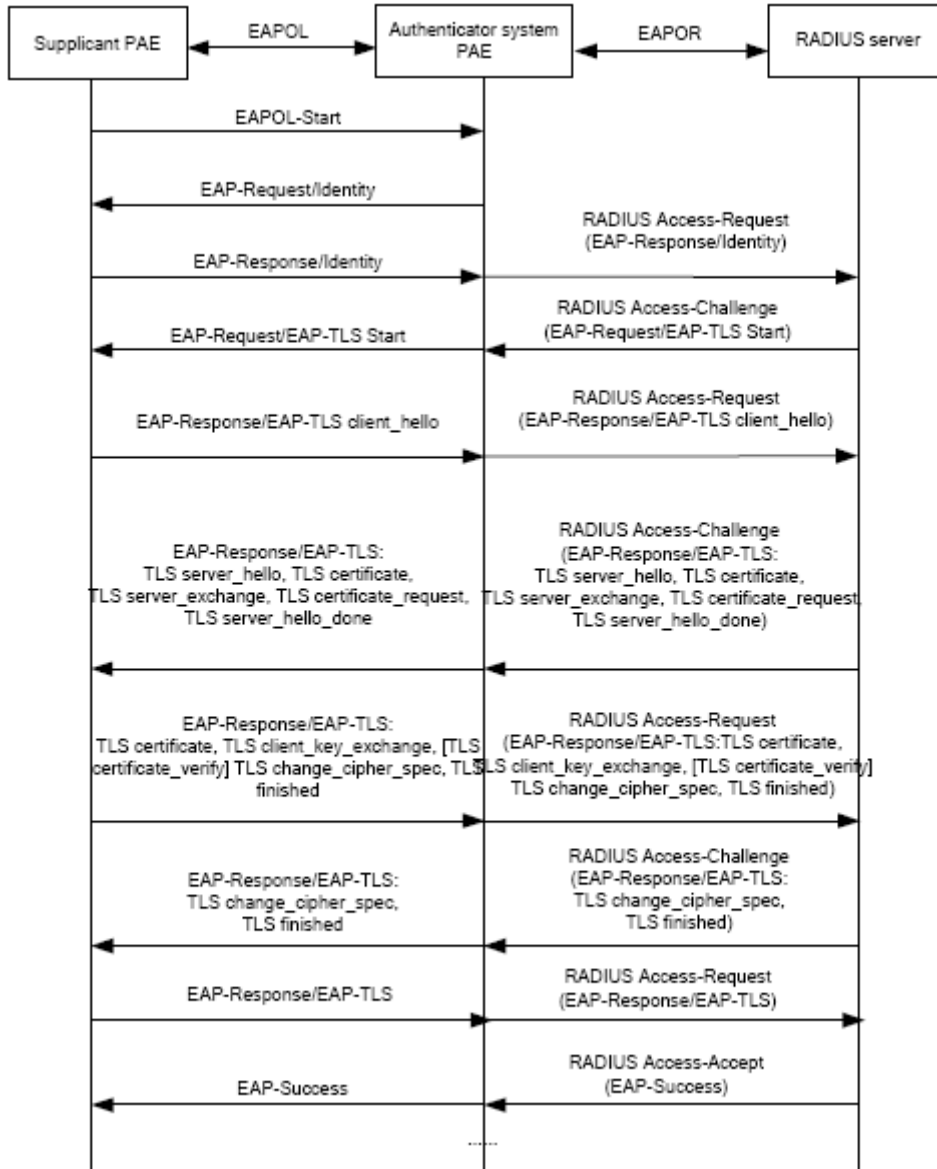 Supplicant PAE
EAPOL
Authenticator system
PAE
EAPOR
RADIUS server
EAPOL-Start
EAP-Request/Identity
RADIUS Access-Request
(EAP-Response/Identity)
EAP-Response/Identity
RADIUS Access-Challenge
(EAP-Request/EAP-TLS Start)
EAP-Request/EAP-TLS Start
RADIUS Access-Request
(EAP-Response/EAP-TLS client_hello)
EAP-Response/EAP-TLS client_hello
EAP-Response/EAP-TLS:
TLS server_hello, TLS certificate,
TLS server_exchange, TLS certificate_request,
TLS server_hello_done
RADIUS Access-Challenge
(EAP-Response/EAP-TLS:
TLS server_hello, TLS certificate,
TLS server_exchange, TLS certificate_request,
TLS server_hello_done)
EAP-Response/EAP-TLS:
TLS certificate, TLS client_key_exchange, [TLS
certificate_verify] TLS change_cipher_spec, TLS
finished
RADIUS Access-Request
(EAP-Response/EAP-TLS:TLS certificate,
TLS client_key_exchange, [TLS certificate_verify]
TLS change_cipher_spec, TLS finished)
EAP-Response/EAP-TLS:
TLS change_cipher_spec,
TLS finished
RADIUS Access-Challenge
(EAP-Response/EAP-TLS:
TLS change_cipher_spec,
TLS finished)
EAP-Response/EAP-TLS
RADIUS Access-Request
(EAP-Response/EAP-TLS)
EAP-Success
RADIUS Access-Accept
(EAP-Success)
......